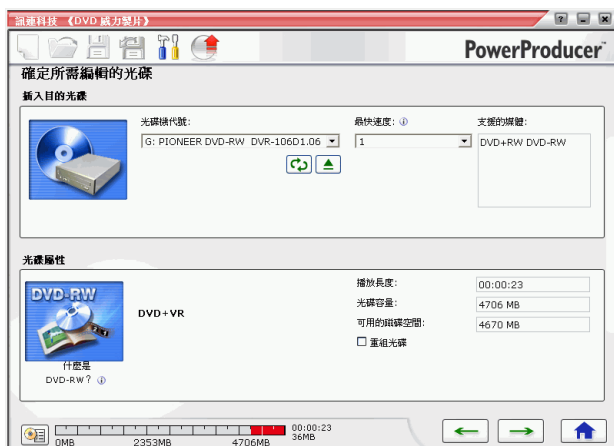 訊連科技 《DVD 威力製片》
PowerProducer™
確定所需編輯的光碟
插入目的光碟
光碟機代號:
最快速度:
支援的媒體:
G: PIONEER DVD-RW DVR-106D1.06
1
DVD+RW DVD-RW
光碟屬性
DVD-RW
DVD+VR
播放長度:
00:00:23
光碟容量:
4706 MB
可用的磁碟空間:
4670 MB
重組光碟
什麼是
DVD-RW?
0MB
2353MB
4706MB
00:00:23
36MB